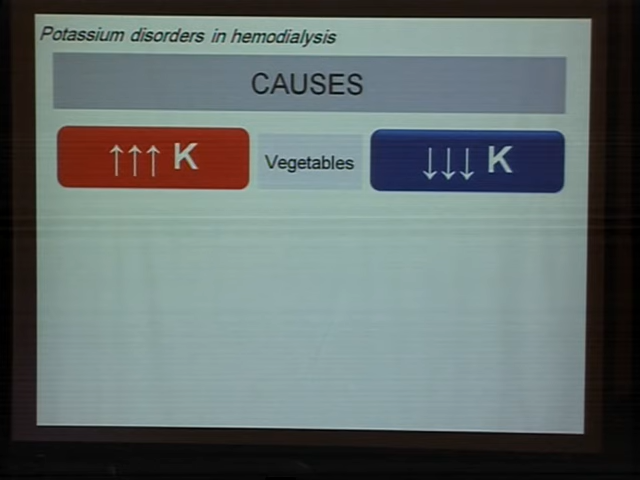 Potassium disorders in hemodialysis
CAUSES
↑↑↑ K
Vegetables
↓↓↓ K